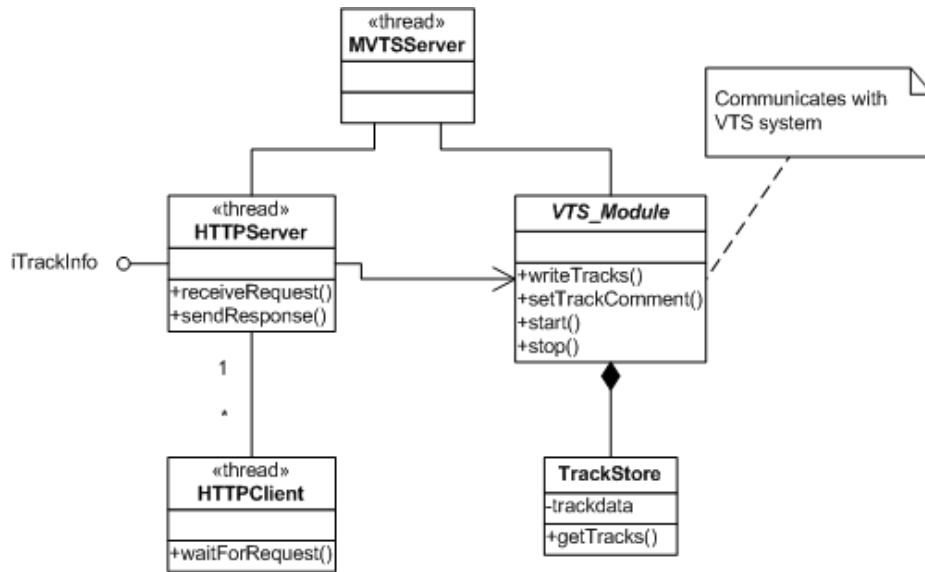 «thread»
MVTSServer
Communicates with
VTS system
«thread»
HTTPServer
VTS_Module
iTrackInfo
+receiveRequest()
+sendResponse()
+writeTracks()
+setTrackComment()
+start()
+stop()
1
*
«thread»
HTTPClient
+waitForRequest()
TrackStore
-trackdata
+getTracks()